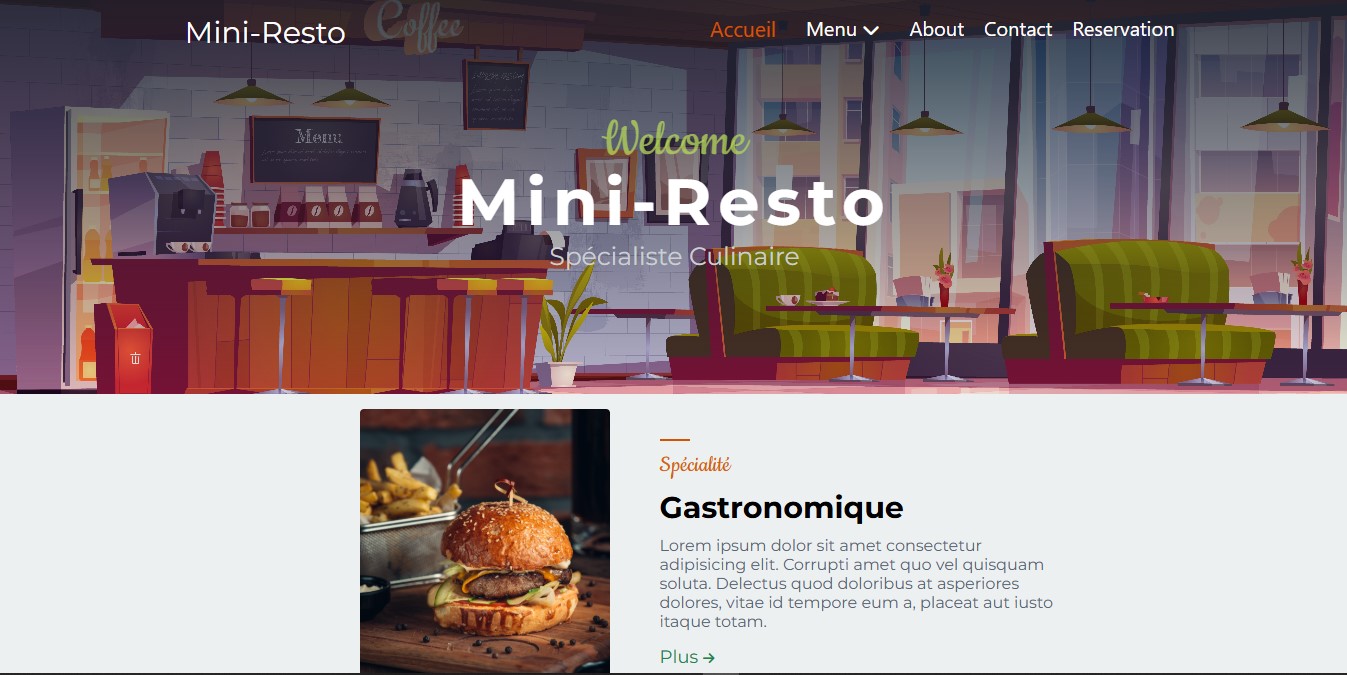 Mini-Resto
Accueil Menu About Contact Reservation
Coffee
Menu
Welcome
Mini-Resto
Spécialiste Culinaire
Spécialité
Gastronomique
Lorem ipsum dolor sit amet consectetur
adipisicing elit. Corrupti amet quo vel quisquam
soluta. Delectus quod doloribus at asperiores
dolores, vitae id tempore eum a, placeat aut iusto
itaque totam.
Plus →